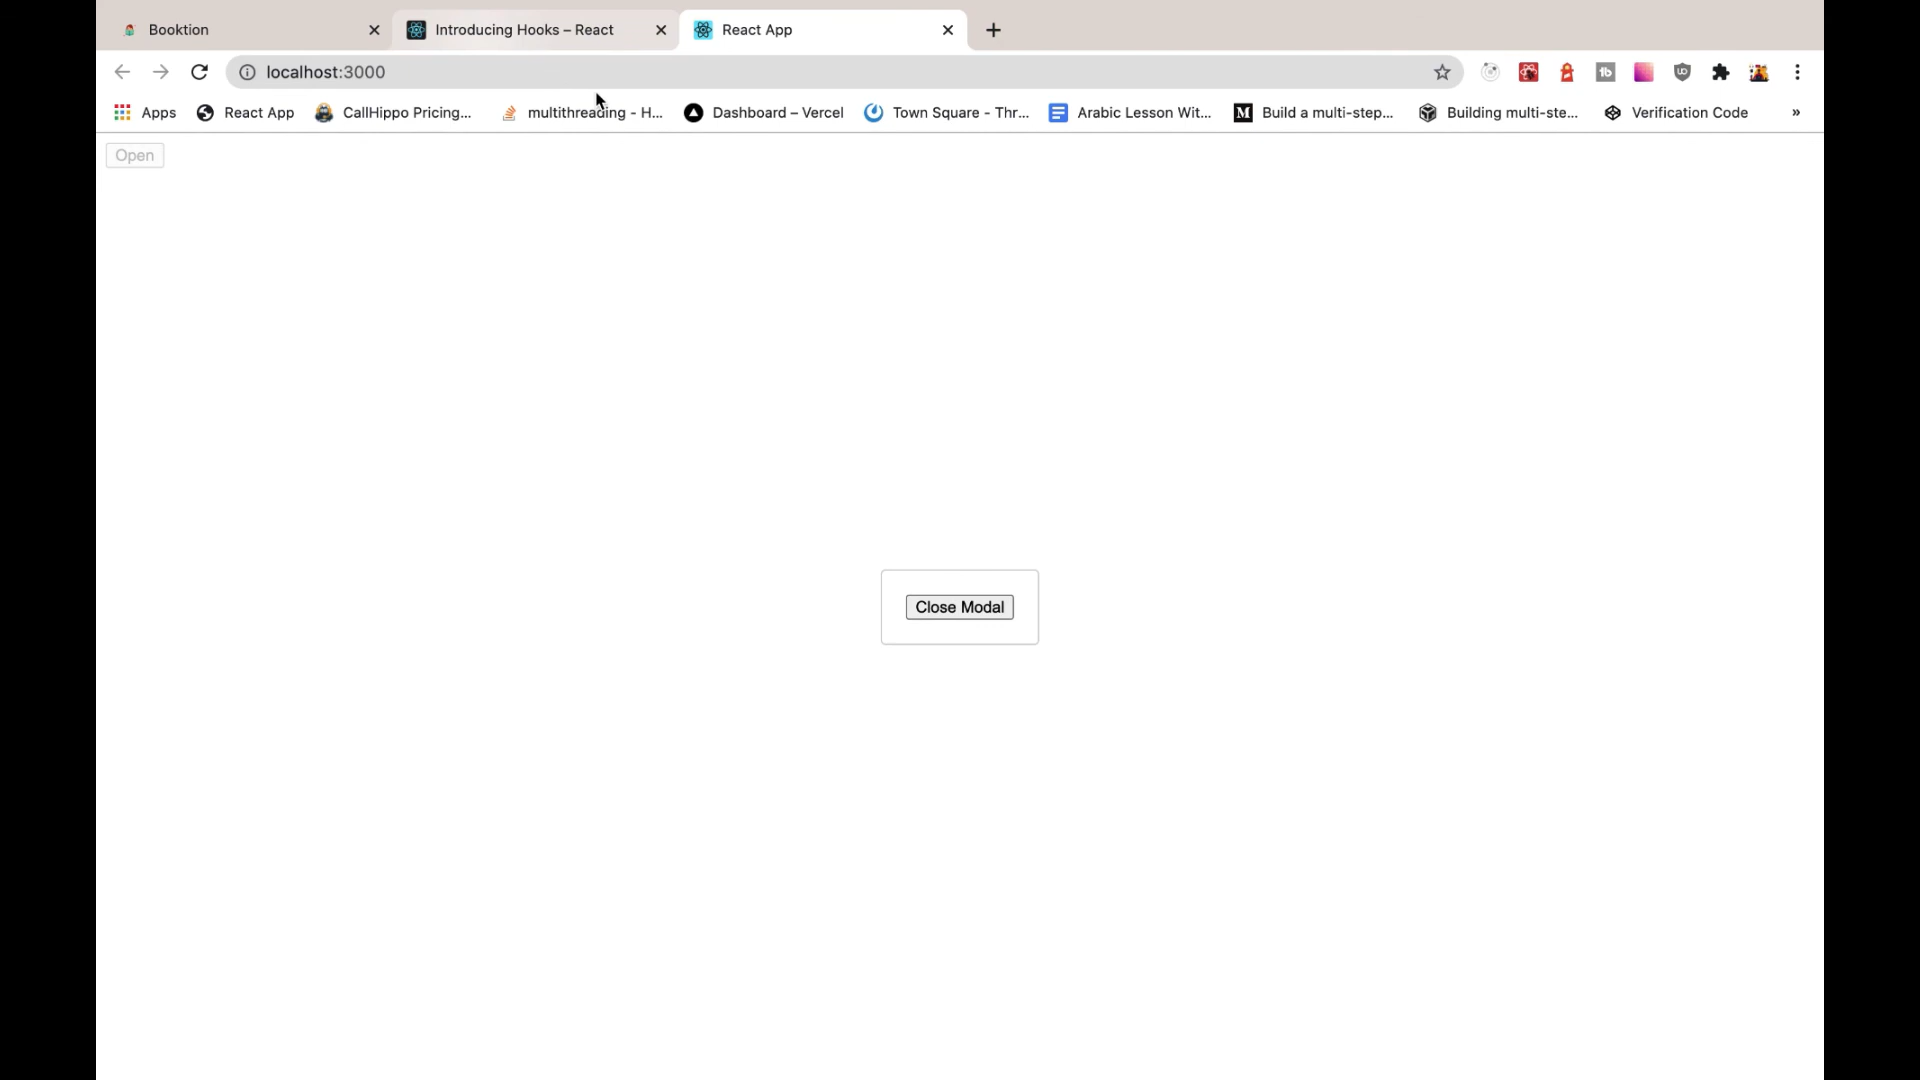 Booktion
Introducing Hooks – React
React App
localhost:3000
Apps
React App
CallHippo Pricing...
multithreading - H...
Dashboard – Vercel
Town Square - Thr...
Arabic Lesson Wit...
Build a multi-step...
Building multi-ste...
Verification Code
»
Open
Close Modal